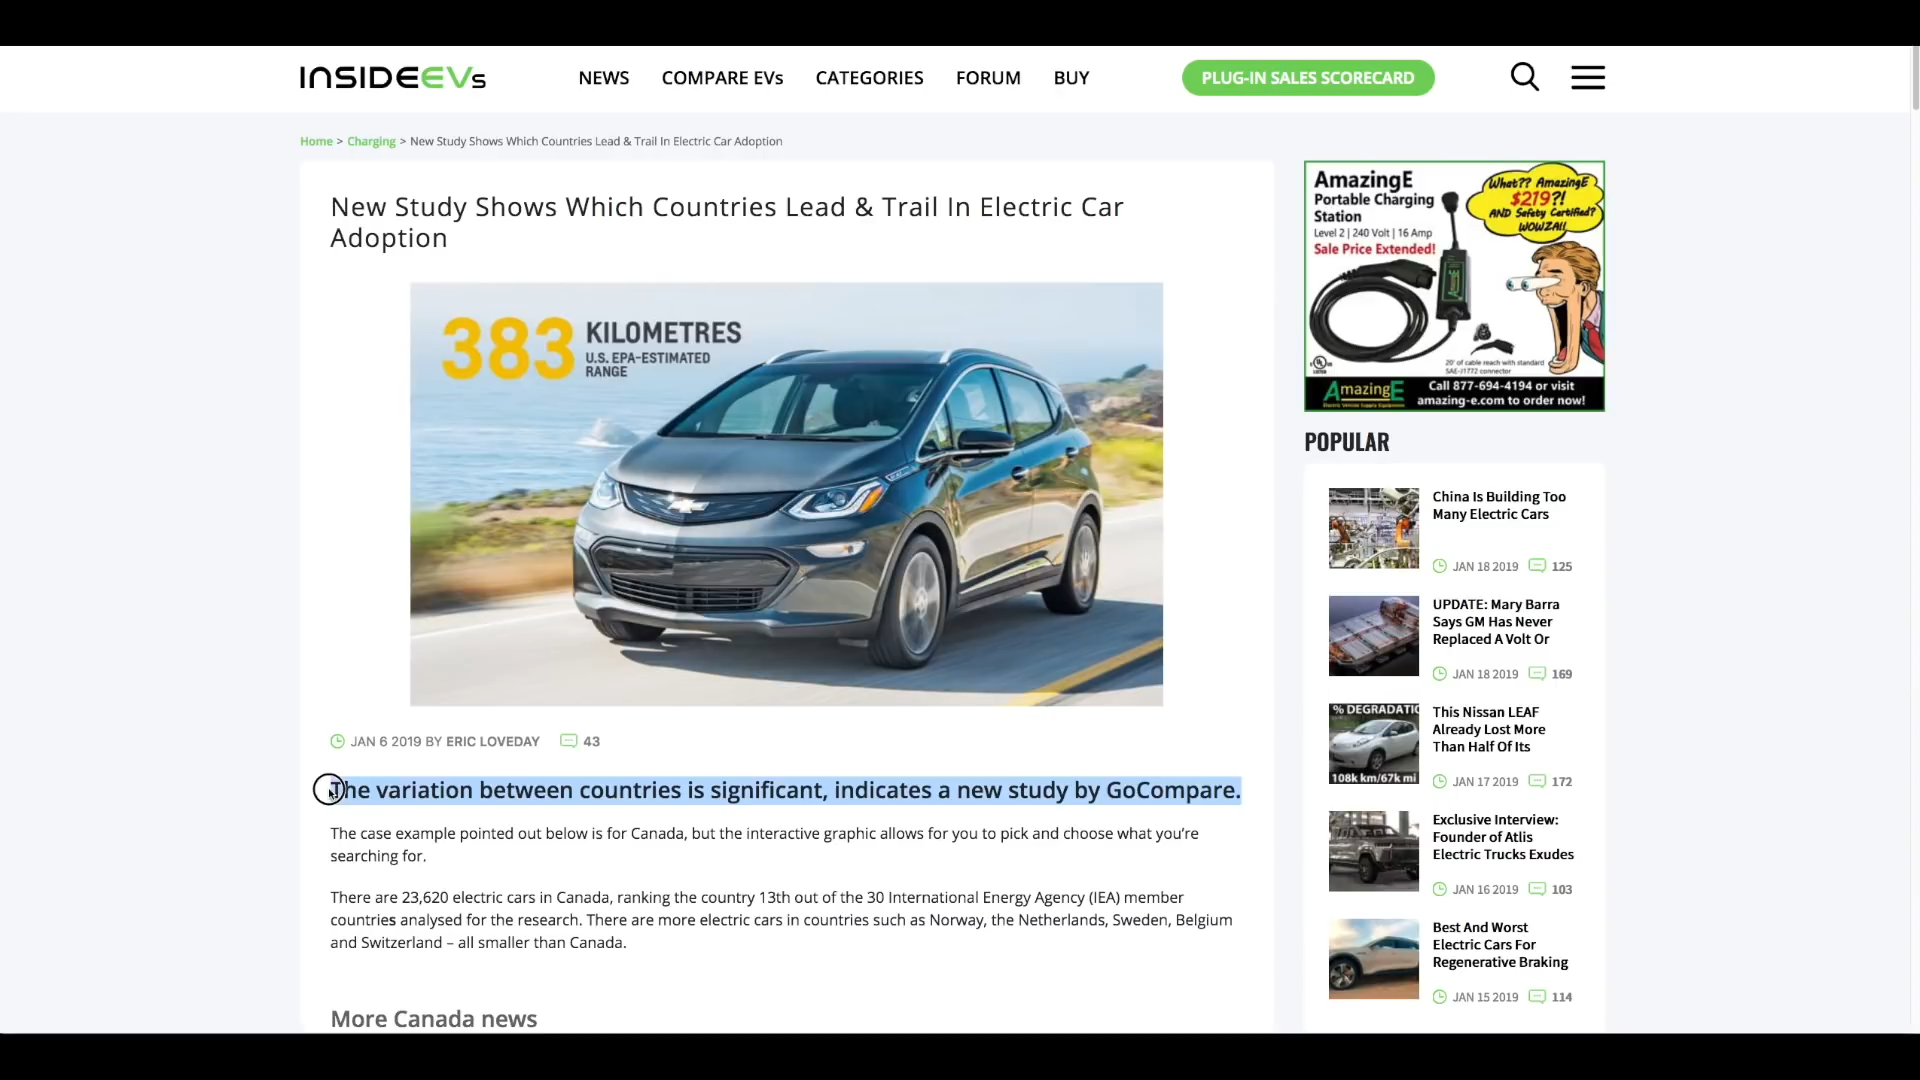 INSIDEEVs
NEWS
COMPARE EVs
CATEGORIES
FORUM
BUY
PLUG-IN SALES SCORECARD
Home > Charging > New Study Shows Which Countries Lead & Trail In Electric Car Adoption
New Study Shows Which Countries Lead & Trail In Electric Car
Adoption
383
KILOMETRES
U.S. EPA-ESTIMATED
RANGE
JAN 6 2019 BY ERIC LOVEDAY
43
The variation between countries is significant, indicates a new study by GoCompare.
The case example pointed out below is for Canada, but the interactive graphic allows for you to pick and choose what you're
searching for.
There are 23,620 electric cars in Canada, ranking the country 13th out of the 30 International Energy Agency (IEA) member
countries analysed for the research. There are more electric cars in countries such as Norway, the Netherlands, Sweden, Belgium
and Switzerland – all smaller than Canada.
More Canada news
AmazingE
Portable Charging
Station
Level 2 | 240 Volt | 16 Amp
Sale Price Extended!
What?? AmazingE
$219?!
AND Safety Certified?
WOWZA!!
20' of cable reach with standard
SAE-J1772 connector
AmazingE
Call 877-694-4194 or visit
amazing-e.com to order now!
POPULAR
China Is Building Too
Many Electric Cars
JAN 18 2019
125
UPDATE: Mary Barra
Says GM Has Never
Replaced A Volt Or
JAN 18 2019
169
% DEGRADATIO
108k km/67k mi
This Nissan LEAF
Already Lost More
Than Half Of Its
JAN 17 2019
172
Exclusive Interview:
Founder of Atlis
Electric Trucks Exudes
JAN 16 2019
103
Best And Worst
Electric Cars For
Regenerative Braking
JAN 15 2019
114